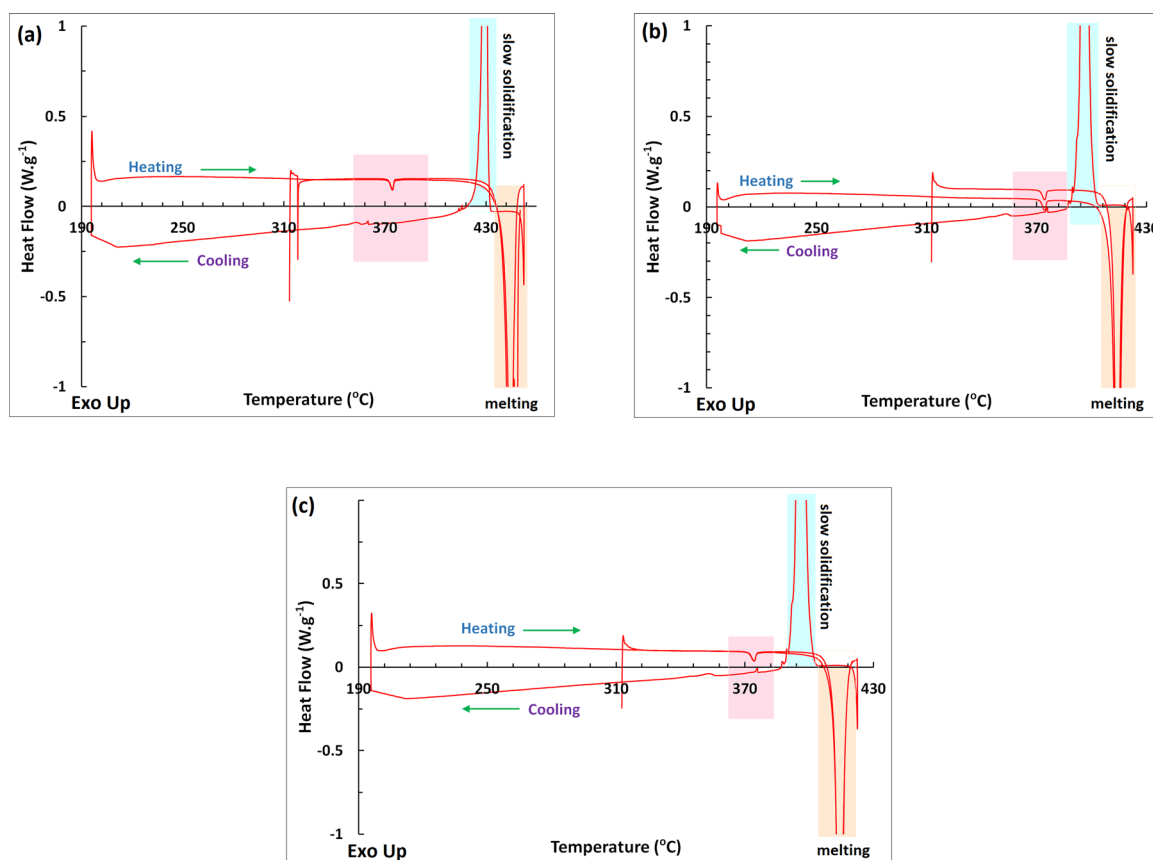 (a)
1
0.5
0
-0.5
-1
Heat Flow (W.g-1)
Heating
Cooling
slow solidification
190 250 310 370 430
Exo Up
Temperature (oC)
melting
(b)
1
0.5
0
-0.5
-1
Heat Flow (W.g-1)
Heating
Cooling
slow solidification
190 250 310 370 430
Exo Up
Temperature (oC)
melting
(c)
0.5
0
-0.5
-1
Heat Flow (W.g-1)
Heating
Cooling
slow solidification
190 250 310 370 430
Exo Up
Temperature (oC)
melting